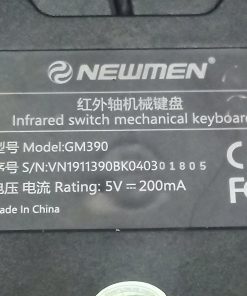 NEWMEN
红外轴机械键盘
Infrared switch mechanical keyboar
型号 Model:GM390
序号 S/N:VN1911390BK040301805
电压 电流 Rating: 5V⎓200mA
Made In China